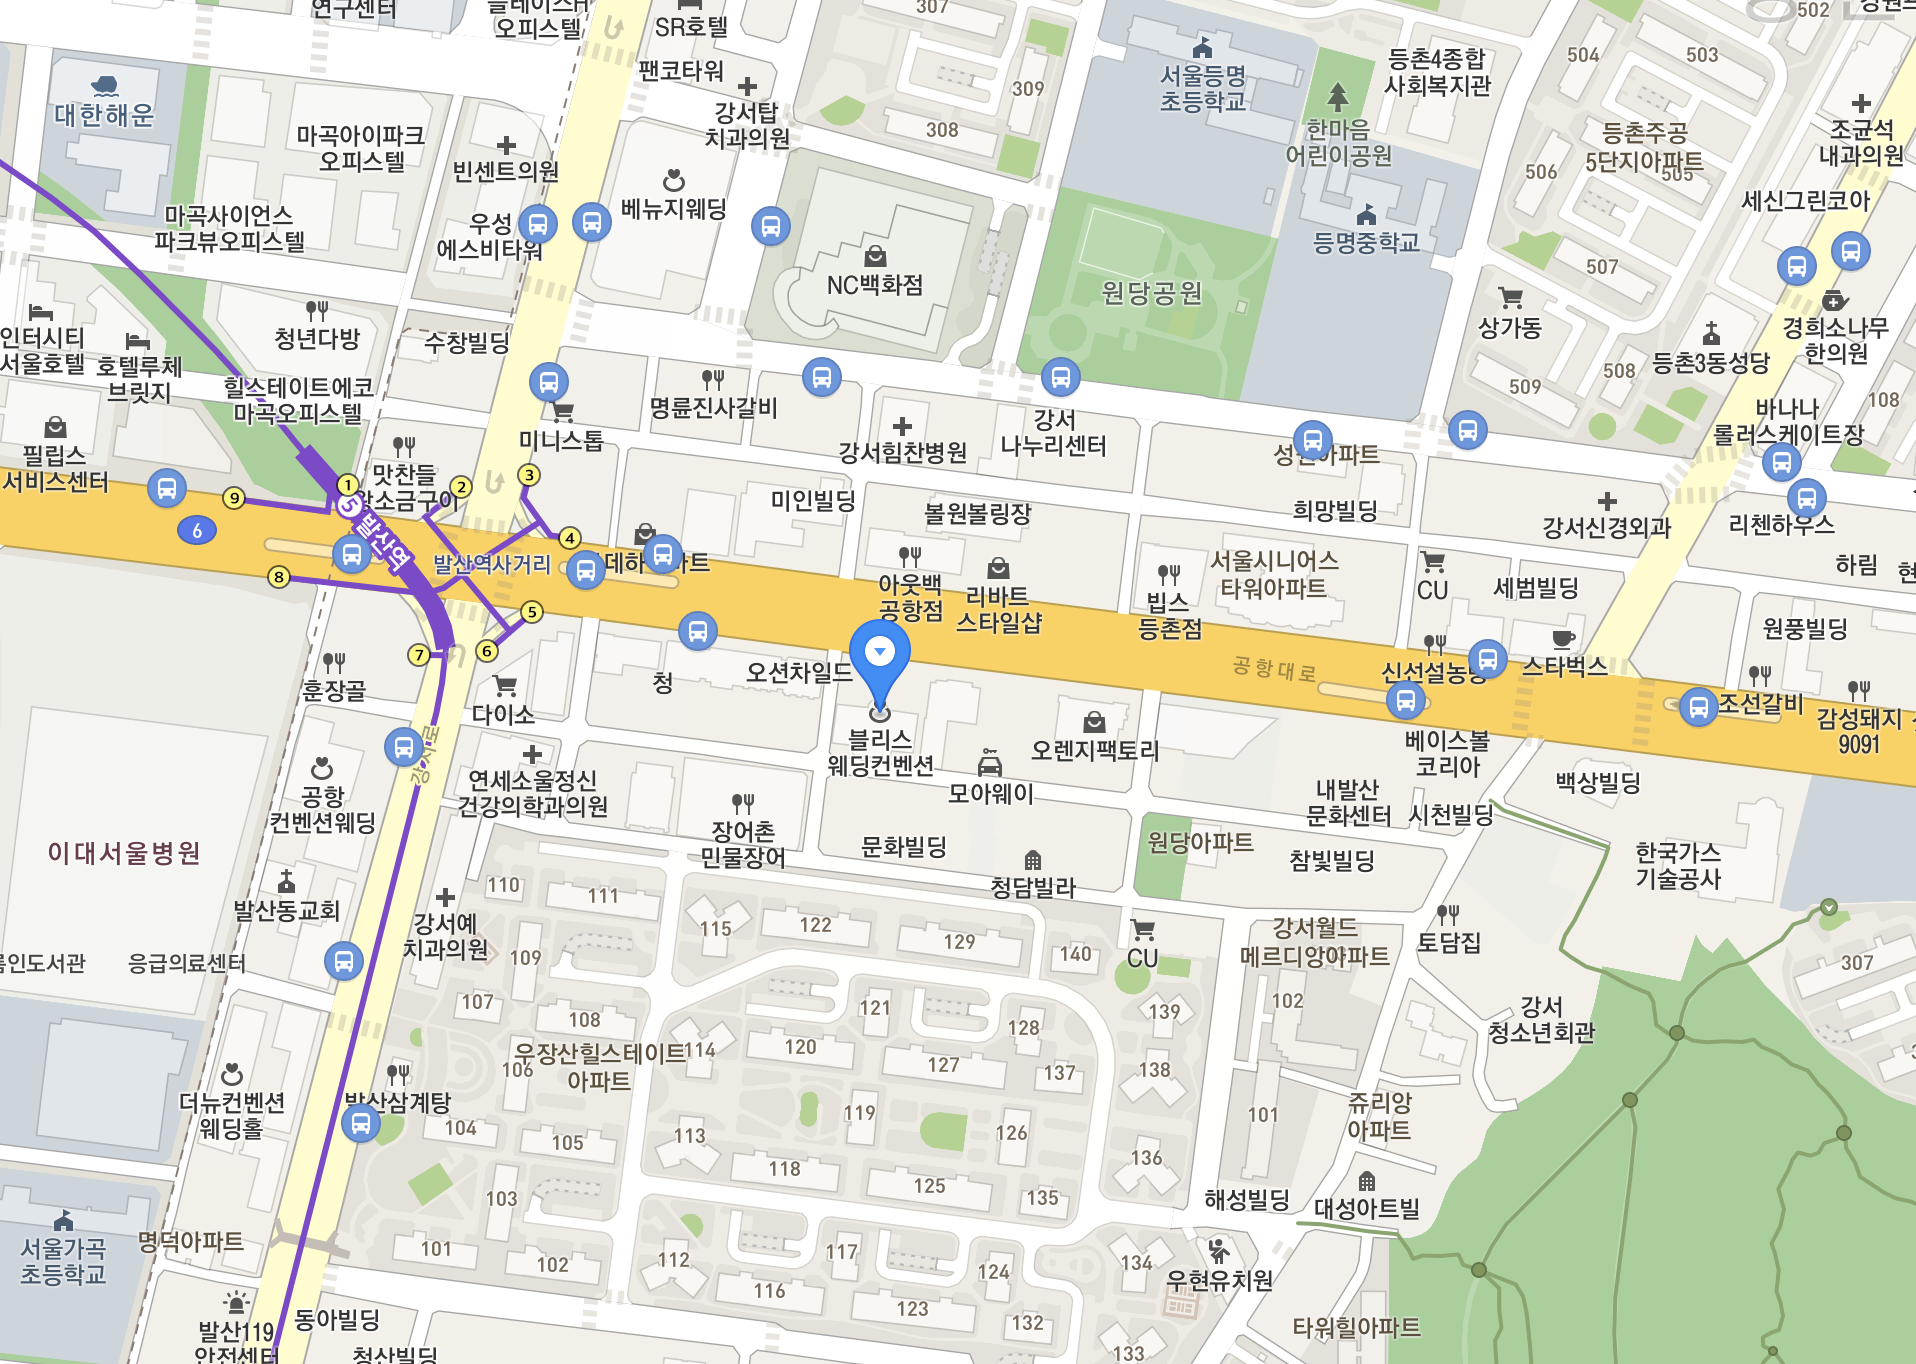 연구센터
플레이스H
오피스텔
SR호텔
307
502
팬코타워
309
서울등명
초등학교
등촌4종합
사회복지관
504
503
대한해운
강서탑
치과의원
308
한마음
어린이공원
등촌주공
5단지아파트
505
조균석
내과의원
마곡아이파크
오피스텔
빈센트의원
506
베뉴지웨딩
세신그린코아
마곡사이언스
파크뷰오피스텔
우성
에스비타워
등명중학교
507
NC백화점
원당공원
인터시티
서울호텔
청년다방
수창빌딩
상가동
경희소나무
한의원
호텔루체
브릿지
등촌3동성당
508
509
108
힐스테이트에코
마곡오피스텔
명륜진사갈비
강서
나누리센터
바나나
롤러스케이트장
미니스톱
강서힘찬병원
성원아파트
필립스
서비스센터
맛찬들
왕소금구이
미인빌딩
볼원볼링장
희망빌딩
강서신경외과
리첸하우스
1
2
3
4
5
6
7
8
9
6
5
발산역
발산역사거리
아웃백
공항점
리바트
스타일샵
빕스
등촌점
서울시니어스
타워아파트
CU
세범빌딩
하림
현
원풍빌딩
공항대로
신선설농탕
스타벅스
조선갈비
감성돼지
9091
훈장골
다이소
청
오션차일드
블리스
웨딩컨벤션
모아웨이
오렌지팩토리
베이스볼
코리아
백상빌딩
강서로
공항
컨벤션웨딩
연세소울정신
건강의학과의원
장어촌
민물장어
문화빌딩
내발산
문화센터
시천빌딩
원당아파트
참빛빌딩
한국가스
기술공사
이대서울병원
청담빌라
발산동교회
강서예
치과의원
110
111
115
122
129
140
CU
강서월드
메르디앙아파트
토담집
307
응급의료센터
109
107
108
121
128
139
102
강서
청소년회관
우장산힐스테이트
아파트
106
114
120
127
137
138
더뉴컨벤션
웨딩홀
발산삼계탕
104
105
113
119
126
101
쥬리앙
아파트
118
125
136
135
103
해성빌딩
대성아트빌
서울가곡
초등학교
명덕아파트
101
102
112
117
124
134
우현유치원
116
123
132
133
발산119
안전센터
동아빌딩
청산빌딩
타워힐아파트